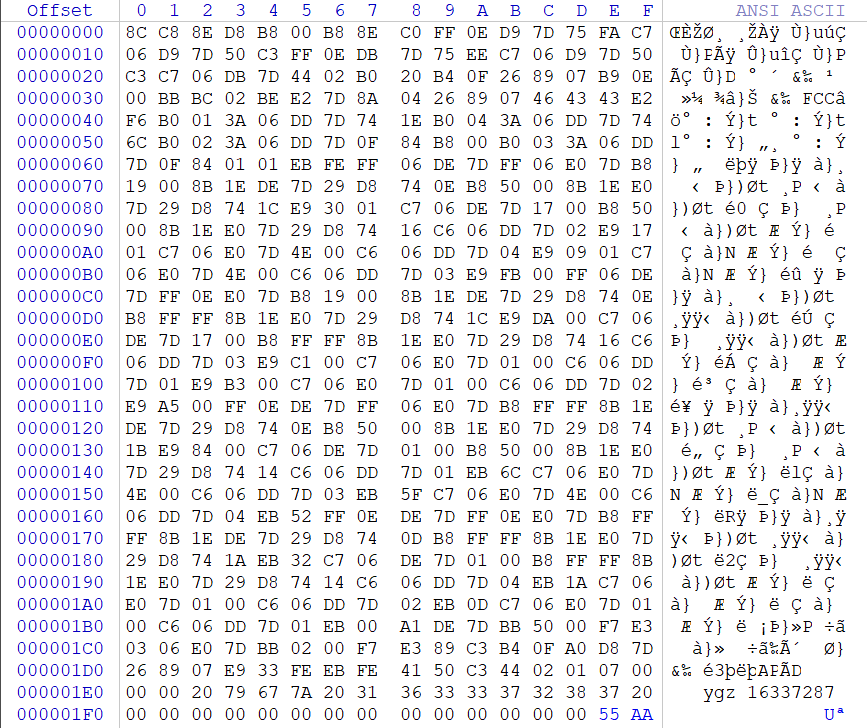 Offset 0 1 2 3 4 5 6 7 8 9 A B C D E F ANSI ASCII
00000000 8C C8 8E D8 B8 00 B8 8E C0 FF 0E D9 7D 75 FA C7 ŒÈŽØ¸ ¸ŽÀÿ Ù}uúÇ
00000010 06 D9 7D 50 C3 FF 0E DB 7D 75 EE C7 06 D9 7D 50 Ù}PÃÿ Û}uîÇ Ù}P
00000020 C3 C7 06 DB 7D 44 02 B0 20 B4 0F 26 89 07 B9 0E ÃÇ Û}D ° ´ &‰ ¹
00000030 00 BB BC 02 BE E2 7D 8A 04 26 89 07 46 43 43 E2 »¼ ¾â}Š &‰ FCCâ
00000040 F6 B0 01 3A 06 DD 7D 74 1E B0 04 3A 06 DD 7D 74 ö° : Ý}t ° : Ý}t
00000050 6C B0 02 3A 06 DD 7D 0F 84 B8 00 B0 03 3A 06 DD l° : Ý} „¸ ° : Ý
00000060 7D 0F 84 01 01 EB FE FF 06 DE 7D FF 06 E0 7D B8 } „ ëþÿ Þ}ÿ à}¸
00000070 19 00 8B 1E DE 7D 29 D8 74 0E B8 50 00 8B 1E E0 ‹ Þ})Øt ¸P ‹ à
00000080 7D 29 D8 74 1C E9 30 01 C7 06 DE 7D 17 00 B8 50 })Øt é0 Ç Þ} ¸P
00000090 00 8B 1E E0 7D 29 D8 74 16 C6 06 DD 7D 02 E9 17 ‹ à})Øt Æ Ý} é
000000A0 01 C7 06 E0 7D 4E 00 C6 06 DD 7D 04 E9 09 01 C7 Ç à}N Æ Ý} é Ç
000000B0 06 E0 7D 4E 00 C6 06 DD 7D 03 E9 FB 00 FF 06 DE à}N Æ Ý} éû ÿ Þ
000000C0 7D FF 0E E0 7D B8 19 00 8B 1E DE 7D 29 D8 74 0E }ÿ à}¸ ‹ Þ})Øt
000000D0 B8 FF FF 8B 1E E0 7D 29 D8 74 1C E9 DA 00 C7 06 ¸ÿÿ‹ à})Øt éÚ Ç
000000E0 DE 7D 17 00 B8 FF FF 8B 1E E0 7D 29 D8 74 16 C6 Þ} ¸ÿÿ‹ à})Øt Æ
000000F0 06 DD 7D 03 E9 C1 00 C7 06 E0 7D 01 00 C6 06 DD Ý} éÁ Ç à} Æ Ý
00000100 7D 01 E9 B3 00 C7 06 E0 7D 01 00 C6 06 DD 7D 02 } é³ Ç à} Æ Ý}
00000110 E9 A5 00 FF 0E DE 7D FF 06 E0 7D B8 FF FF 8B 1E é¥ ÿ Þ}ÿ à}¸ÿÿ‹
00000120 DE 7D 29 D8 74 0E B8 50 00 8B 1E E0 7D 29 D8 74 Þ})Øt ¸P ‹ à})Øt
00000130 1B E9 84 00 C7 06 DE 7D 01 00 B8 50 00 8B 1E E0 é„ Ç Þ} ¸P ‹ à
00000140 7D 29 D8 74 14 C6 06 DD 7D 01 EB 6C C7 06 E0 7D })Øt Æ Ý} ëlÇ à}
00000150 4E 00 C6 06 DD 7D 03 EB 5F C7 06 E0 7D 4E 00 C6 N Æ Ý} ë_Ç à}N Æ
00000160 06 DD 7D 04 EB 52 FF 0E DE 7D FF 0E E0 7D B8 FF Ý} ëRÿ Þ}ÿ à}¸ÿ
00000170 FF 8B 1E DE 7D 29 D8 74 0D B8 FF FF 8B 1E E0 7D ÿ‹ Þ})Øt ¸ÿÿ‹ à}
00000180 29 D8 74 1A EB 32 C7 06 DE 7D 01 00 B8 FF FF 8B )Øt ë2Ç Þ} ¸ÿÿ‹
00000190 1E E0 7D 29 D8 74 14 C6 06 DD 7D 04 EB 1A C7 06 à})Øt Æ Ý} ë Ç
000001A0 E0 7D 01 00 C6 06 DD 7D 02 EB 0D C7 06 E0 7D 01 à} Æ Ý} ë Ç à}
000001B0 00 C6 06 DD 7D 01 EB 00 A1 DE 7D BB 50 00 F7 E3 Æ Ý} ë ¡Þ}»P ÷ã
000001C0 03 06 E0 7D BB 02 00 F7 E3 89 C3 B4 0F A0 D8 7D à}» ÷ã‰Ã´ Ø}
000001D0 26 89 07 E9 33 FE EB FE 41 50 C3 44 02 01 07 00 &‰ é3þëþAPÃD
000001E0 00 00 20 79 67 7A 20 31 36 33 33 37 32 38 37 20 ygz 16337287
000001F0 00 00 00 00 00 00 00 00 00 00 00 00 00 00 55 AA Uª